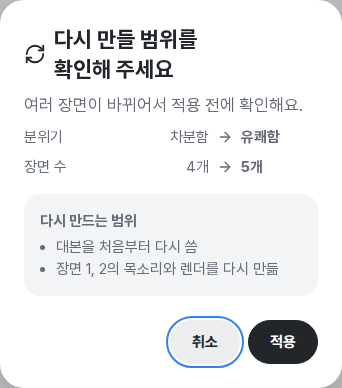 다시 만들 범위를
확인해 주세요
여러 장면이 바뀌어서 적용 전에 확인해요.
분위기 차분함 → 유쾌함
장면 수 4개 → 5개
다시 만드는 범위
• 대본을 처음부터 다시 씀
• 장면 1, 2의 목소리와 렌더를 다시 만듦
취소 적용